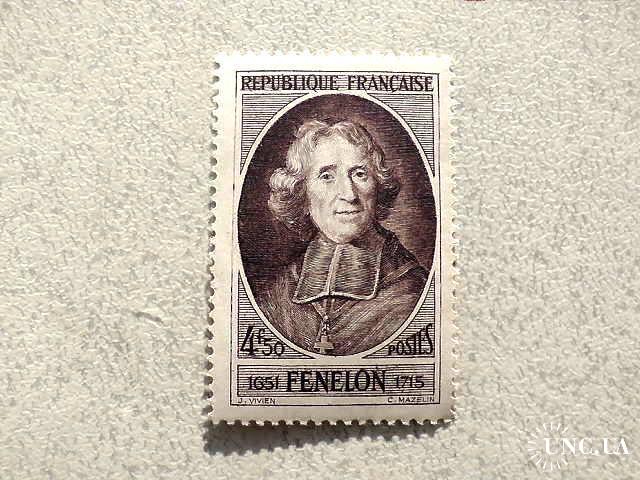 REPUBLIQUE FRANÇAISE
4F50 POSTES
1651 FENELON 1715
J. VIVIEN C. MAZELIN
UNC.UA